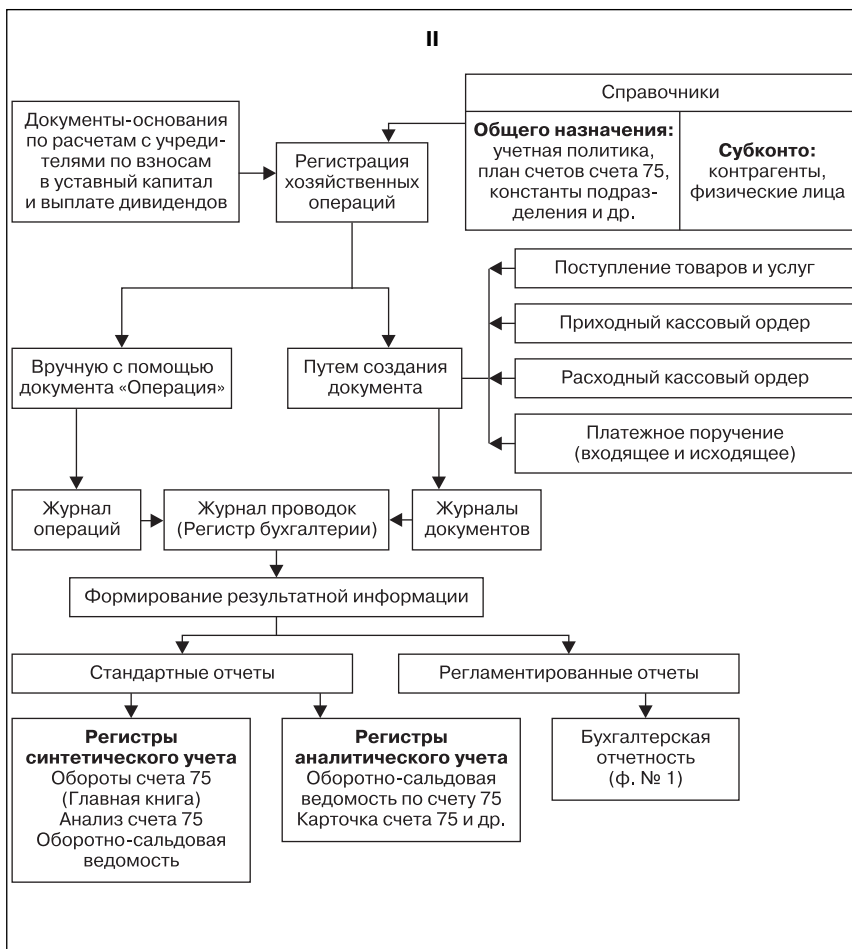 II
Документы-основания
по расчетам с учреди-
телями по взносам
в уставный капитал
и выплате дивидендов
Регистрация
хозяйственных
операций
Справочники
Общего назначения:
учетная политика,
план счетов счета 75,
константы подраз-
деления и др.
Субконто:
контрагенты,
физические лица
Вручную с помощью
документа «Операция»
Путем создания
документа
Поступление товаров и услуг
Приходный кассовый ордер
Расходный кассовый ордер
Платежное поручение
(входящее и исходящее)
Журнал
операций
Журнал проводок
(Регистр бухгалтерии)
Журналы
документов
Формирование результатной информации
Стандартные отчеты
Регламентированные отчеты
Регистры
синтетического учета
Обороты счета 75
(Главная книга)
Анализ счета 75
Оборотно-сальдовая
ведомость
Регистры
аналитического учета
Оборотно-сальдовая
ведомость по счету 75
Карточка счета 75 и др.
Бухгалтерская
отчетность
(ф. № 1)